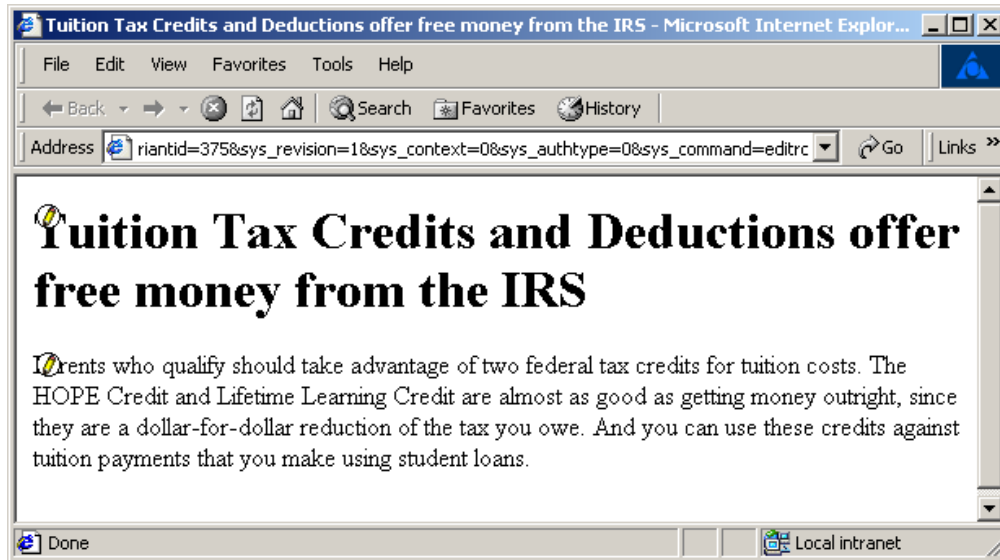 Tuition Tax Credits and Deductions offer free money from the IRS - Microsoft Internet Explor...
File Edit View Favorites Tools Help
Back Search Favorites History
Address riantid=375&sys_revision=1&sys_context=0&sys_authtype=0&sys_command=editrc Go Links »
Tuition Tax Credits and Deductions offer
free money from the IRS
who qualify should take advantage of two federal tax credits for tuition costs. The
HOPE Credit and Lifetime Learning Credit are almost as good as getting money outright, since
they are a dollar-for-dollar reduction of the tax you owe. And you can use these credits against
tuition payments that you make using student loans.
Done Local intranet